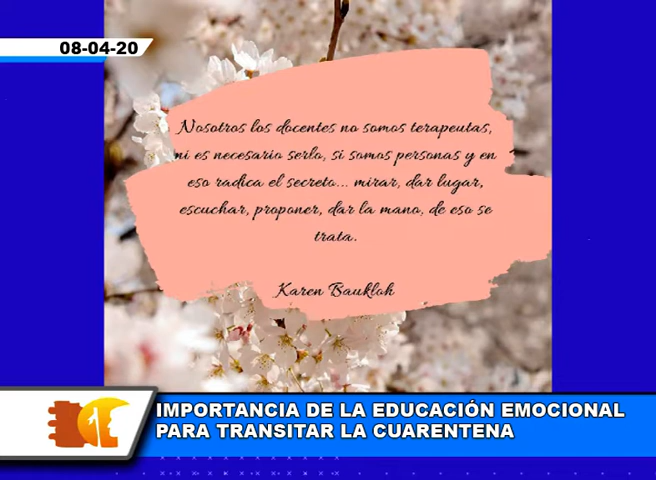 08-04-20
Nosotros los docentes no somos terapeutas,
ni es necesario serlo, si somos personas y en
eso radica el secreto... mirar, dar lugar,
escuchar, proponer, dar la mano, de eso se
trata.
Karen Baukloh
IMPORTANCIA DE LA EDUCACIÓN EMOCIONAL
PARA TRANSITAR LA CUARENTENA